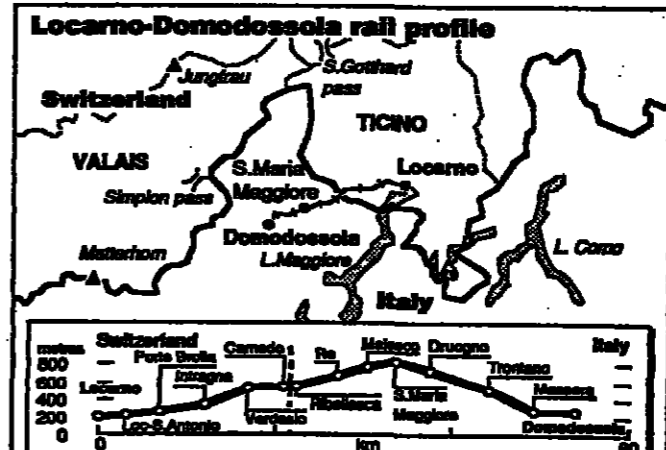 Locarno-Domodossola rail profile
Jungfrau
S.Gotthard
pass
Switzerland
TICINO
VALAIS
S.Maria
Maggiore
Locarno
Simplon pass
Domodossola
Matterhorn
L.Maggiore
L. Como
Italy
metres
Switzerland
Italy
800
600
400
200
0
Ponte Brolla
Camedo
Re
Malesco
Druogno
Locarno
Intragna
Trontano
Masera
Loc-S.Antonio
Verdasio
Ribellasca
S.Maria
Maggiore
Domodossola
0
km
60